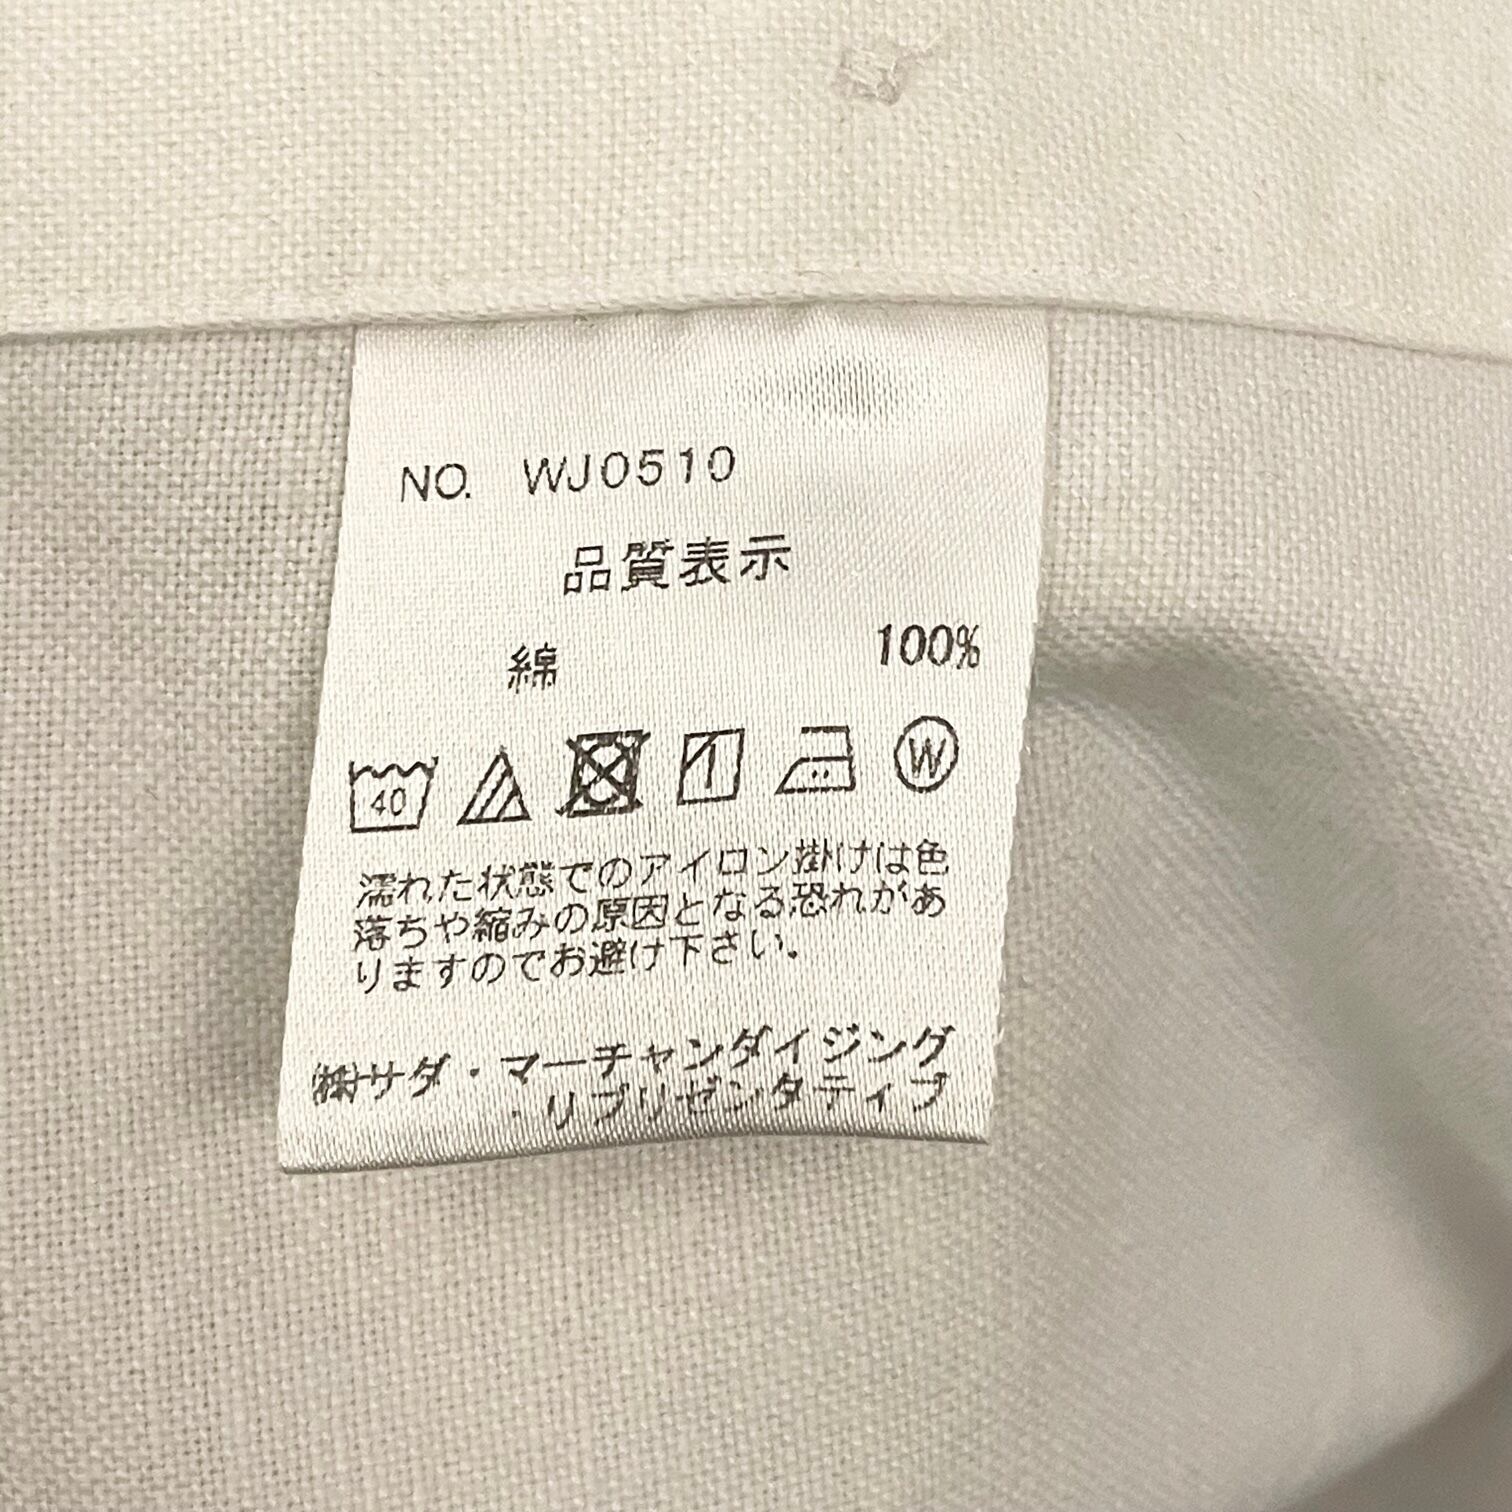 NO. WJ0510
品質表示
綿 100%
40 W
濡れた状態でのアイロン掛けは色
落ちや縮みの原因となる恐れがあ
りますのでお避け下さい。
㈱サダ・マーチャンダイジング
・リプリゼンタティブ